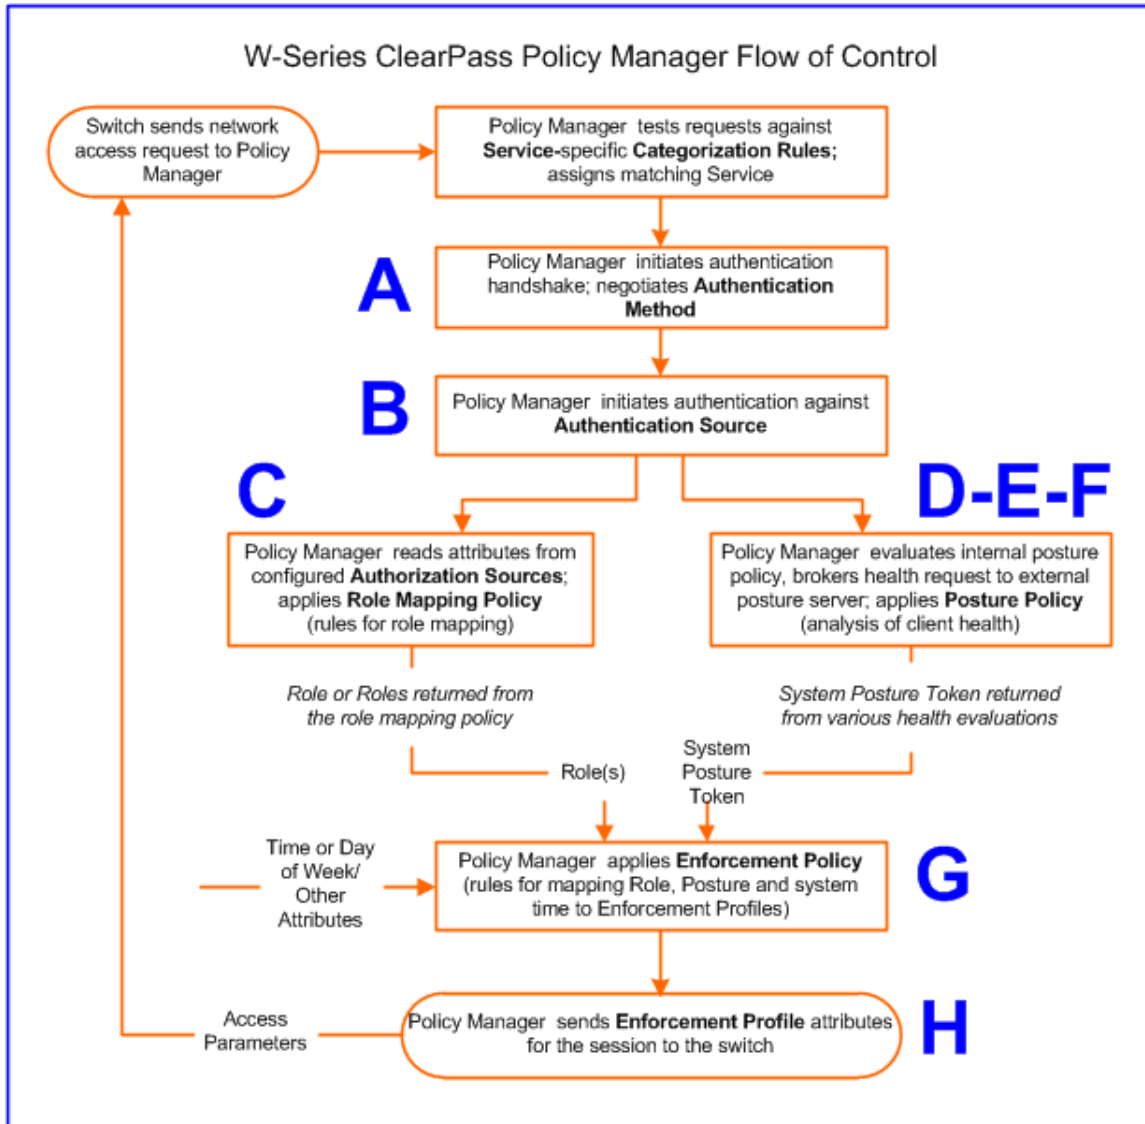 W-Series ClearPass Policy Manager Flow of Control
Switch sends network
access request to Policy
Manager
Policy Manager tests requests against
Service-specific Categorization Rules;
assigns matching Service
A
Policy Manager initiates authentication
handshake; negotiates Authentication
Method
B
Policy Manager initiates authentication against
Authentication Source
C
Policy Manager reads attributes from
configured Authorization Sources;
applies Role Mapping Policy
(rules for role mapping)
D-E-F
Policy Manager evaluates internal posture
policy, brokers health request to external
posture server; applies Posture Policy
(analysis of client health)
Role or Roles returned from
the role mapping policy
System Posture Token returned
from various health evaluations
Role(s)
System
Posture
Token
Time or Day
of Week/
Other
Attributes
Policy Manager applies Enforcement Policy
(rules for mapping Role, Posture and system
time to Enforcement Profiles)
G
Access
Parameters
Policy Manager sends Enforcement Profile attributes
for the session to the switch
H